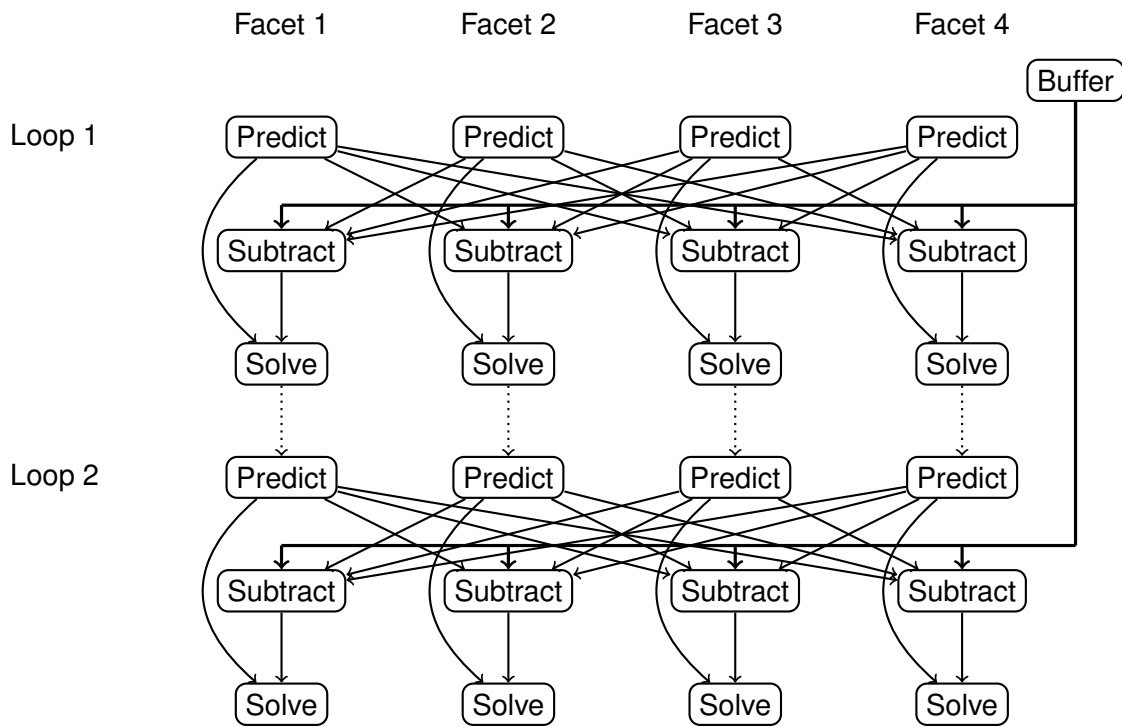 Facet 1 Facet 2 Facet 3 Facet 4
Buffer
Loop 1 Predict Predict Predict Predict
Subtract Subtract Subtract Subtract
Solve Solve Solve Solve
Loop 2 Predict Predict Predict Predict
Subtract Subtract Subtract Subtract
Solve Solve Solve Solve